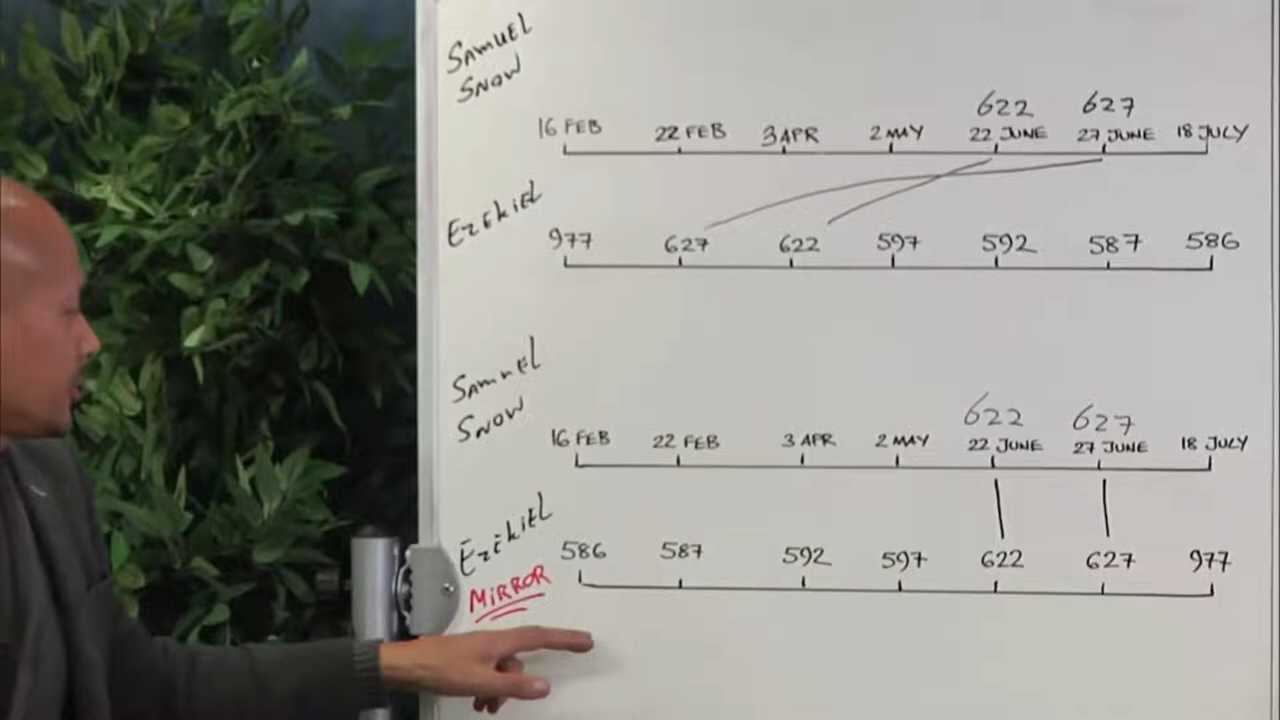 SAMUEL
SNOW
622 627
16 FEB 22 FEB 3 APR 2 MAY 22 JUNE 27 JUNE 18 JULY
EZEKIEL
977 627 622 597 592 587 586
SAMUEL
SNOW
622 627
16 FEB 22 FEB 3 APR 2 MAY 22 JUNE 27 JUNE 18 JULY
EZEKIEL
586 587 592 597 622 627 977
MIRROR